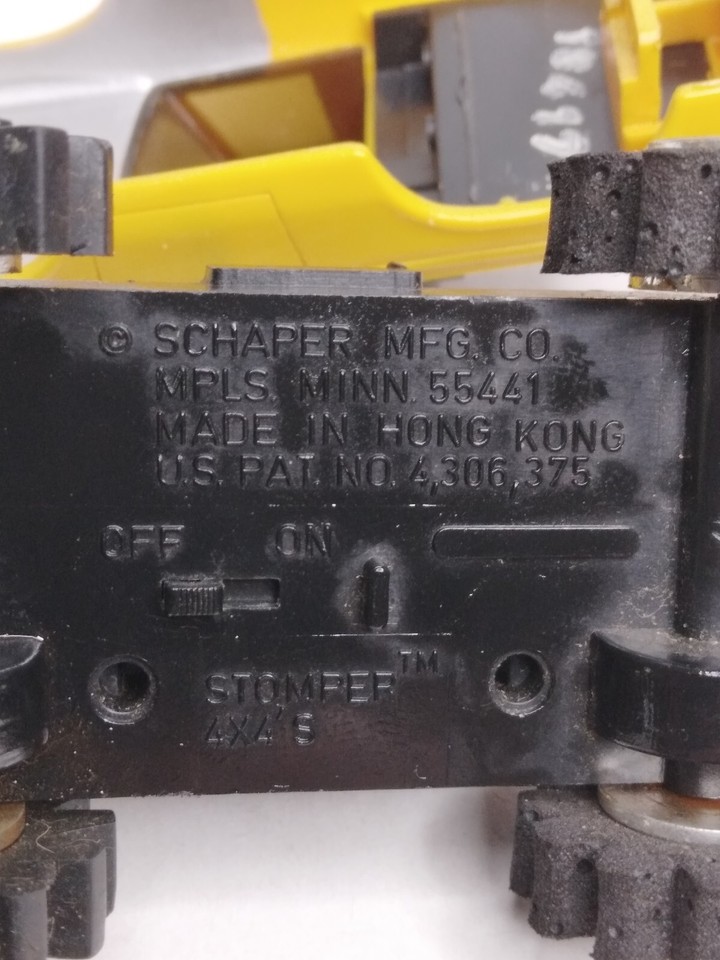 © SCHAPER MFG. CO.
MPLS. MINN. 55441
MADE IN HONG KONG
U.S. PAT. NO. 4,306,375
OFF ON
STOMPER™
4X4'S